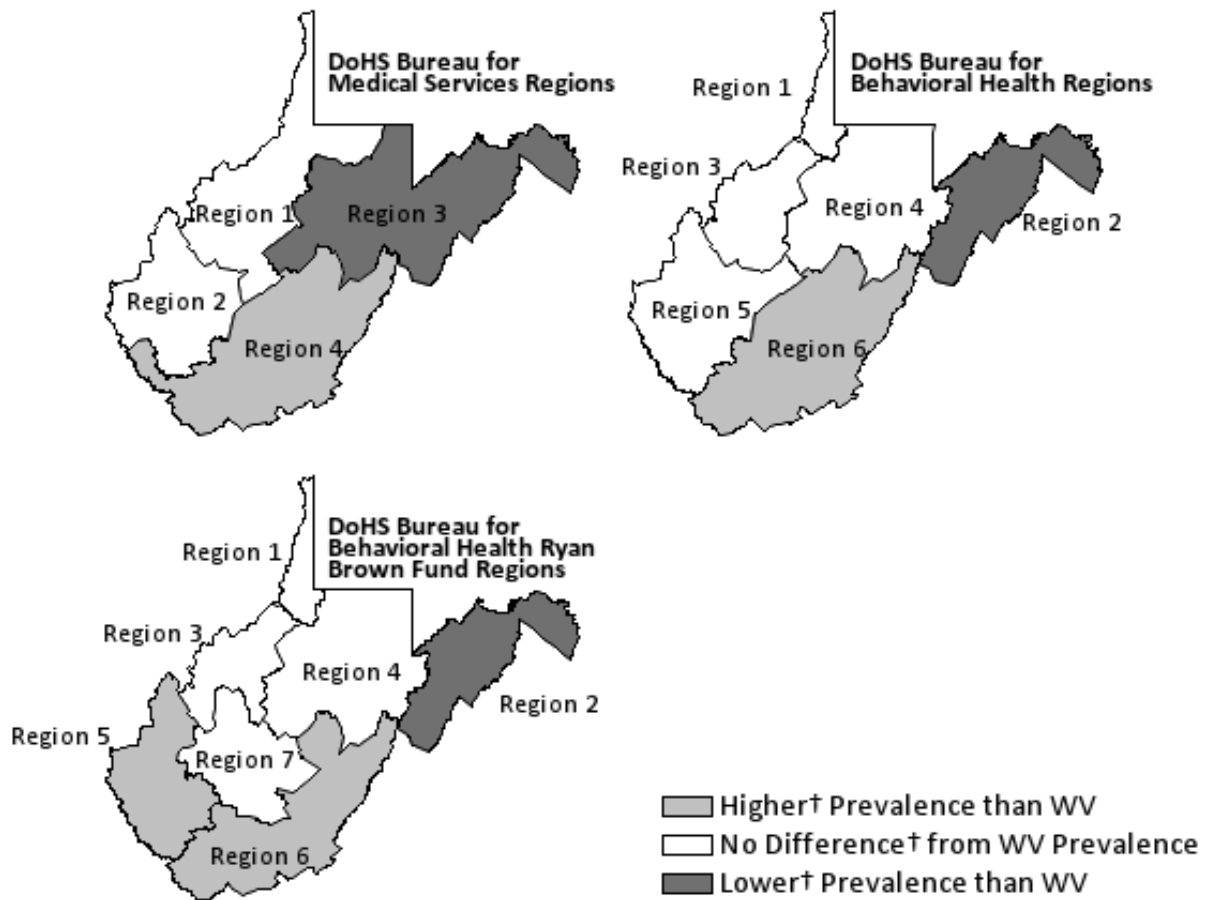 DoHS Bureau for
Medical Services Regions
Region 1
Region 3
Region 2
Region 4
DoHS Bureau for
Behavioral Health Regions
Region 1
Region 3
Region 4
Region 2
Region 5
Region 6
DoHS Bureau for
Behavioral Health Ryan
Brown Fund Regions
Region 1
Region 3
Region 4
Region 2
Region 5
Region 7
Region 6
Higher† Prevalence than WV
No Difference† from WV Prevalence
Lower† Prevalence than WV